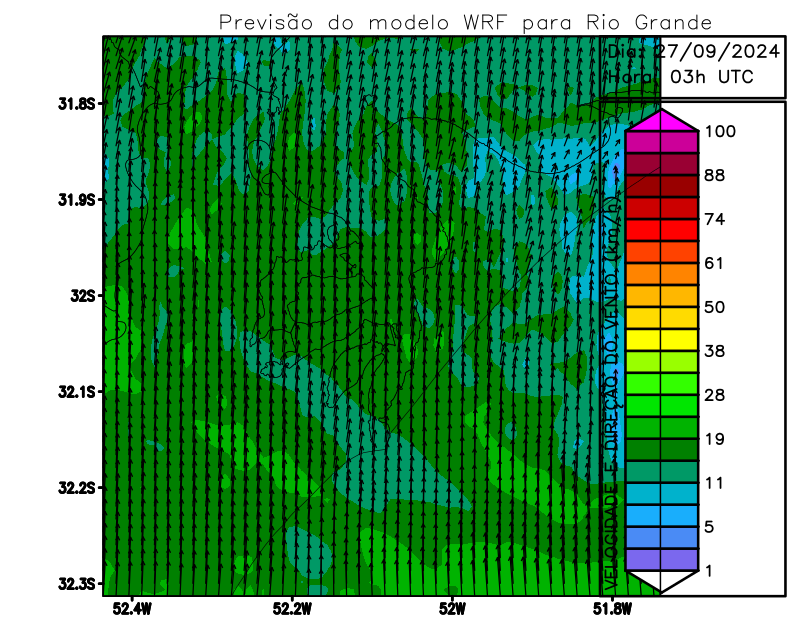 Previsão do modelo WRF para Rio Grande
Dia: 27/09/2024
Hora: 03h UTC
31.8S
31.9S
32S
32.1S
32.2S
32.3S
52.4W
52.2W
52W
51.8W
VELOCIDADE E DIREÇÃO DO VENTO (km/h)
100
88
74
61
50
38
28
19
11
5
1